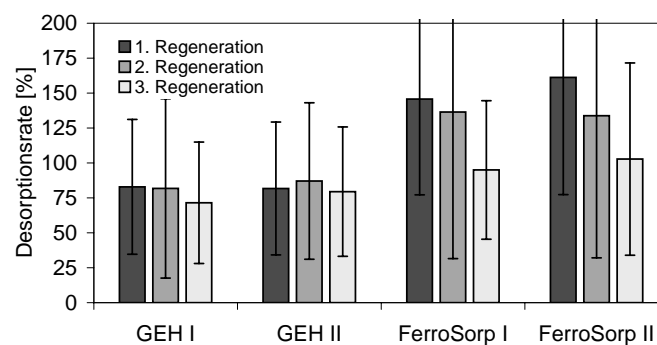 Desorptionsrate [%]
200
175
150
125
100
75
50
25
0
1. Regeneration
2. Regeneration
3. Regeneration
GEH I
GEH II
FerroSorp I
FerroSorp II